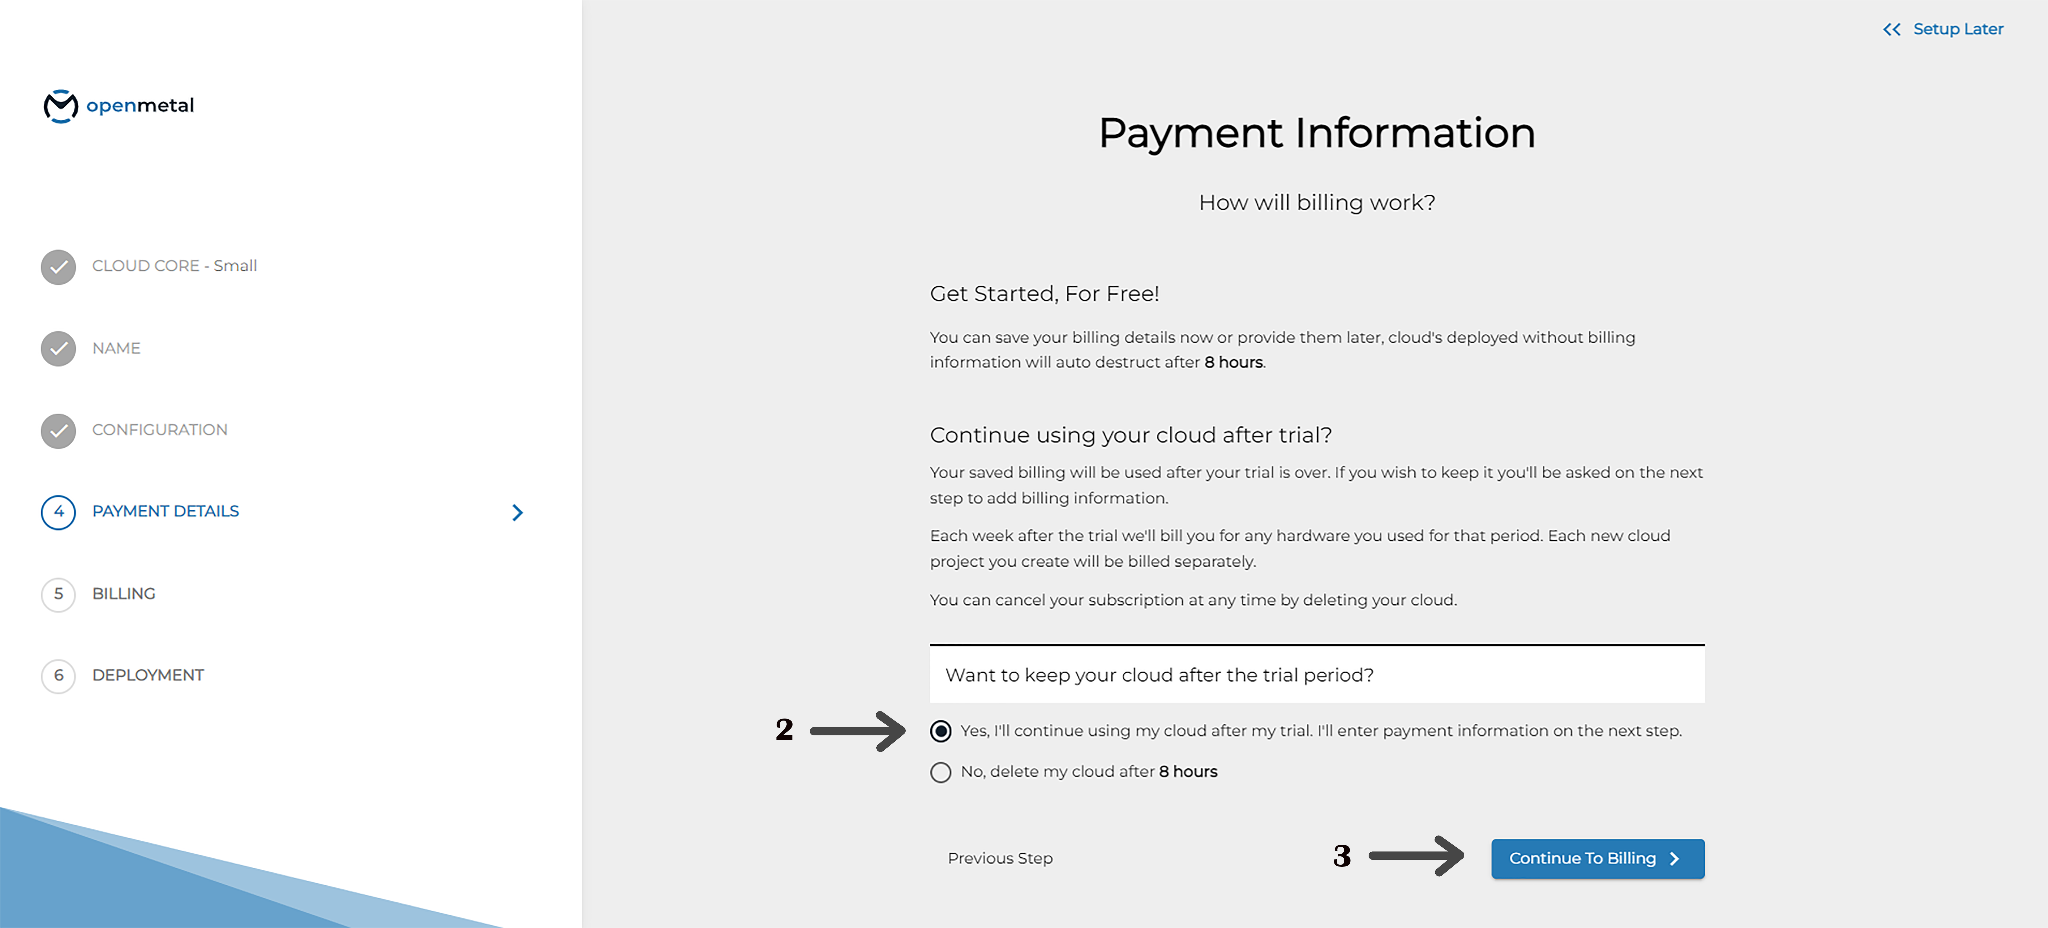 Setup Later
openmetal
CLOUD CORE - Small
NAME
CONFIGURATION
4 PAYMENT DETAILS
5 BILLING
6 DEPLOYMENT
Payment Information
How will billing work?
Get Started, For Free!
You can save your billing details now or provide them later, cloud's deployed without billing
information will auto destruct after 8 hours.
Continue using your cloud after trial?
Your saved billing will be used after your trial is over. If you wish to keep it you'll be asked on the next
step to add billing information.
Each week after the trial we'll bill you for any hardware you used for that period. Each new cloud
project you create will be billed separately.
You can cancel your subscription at any time by deleting your cloud.
Want to keep your cloud after the trial period?
2 Yes, I'll continue using my cloud after my trial. I'll enter payment information on the next step.
No, delete my cloud after 8 hours
Previous Step
3 Continue To Billing